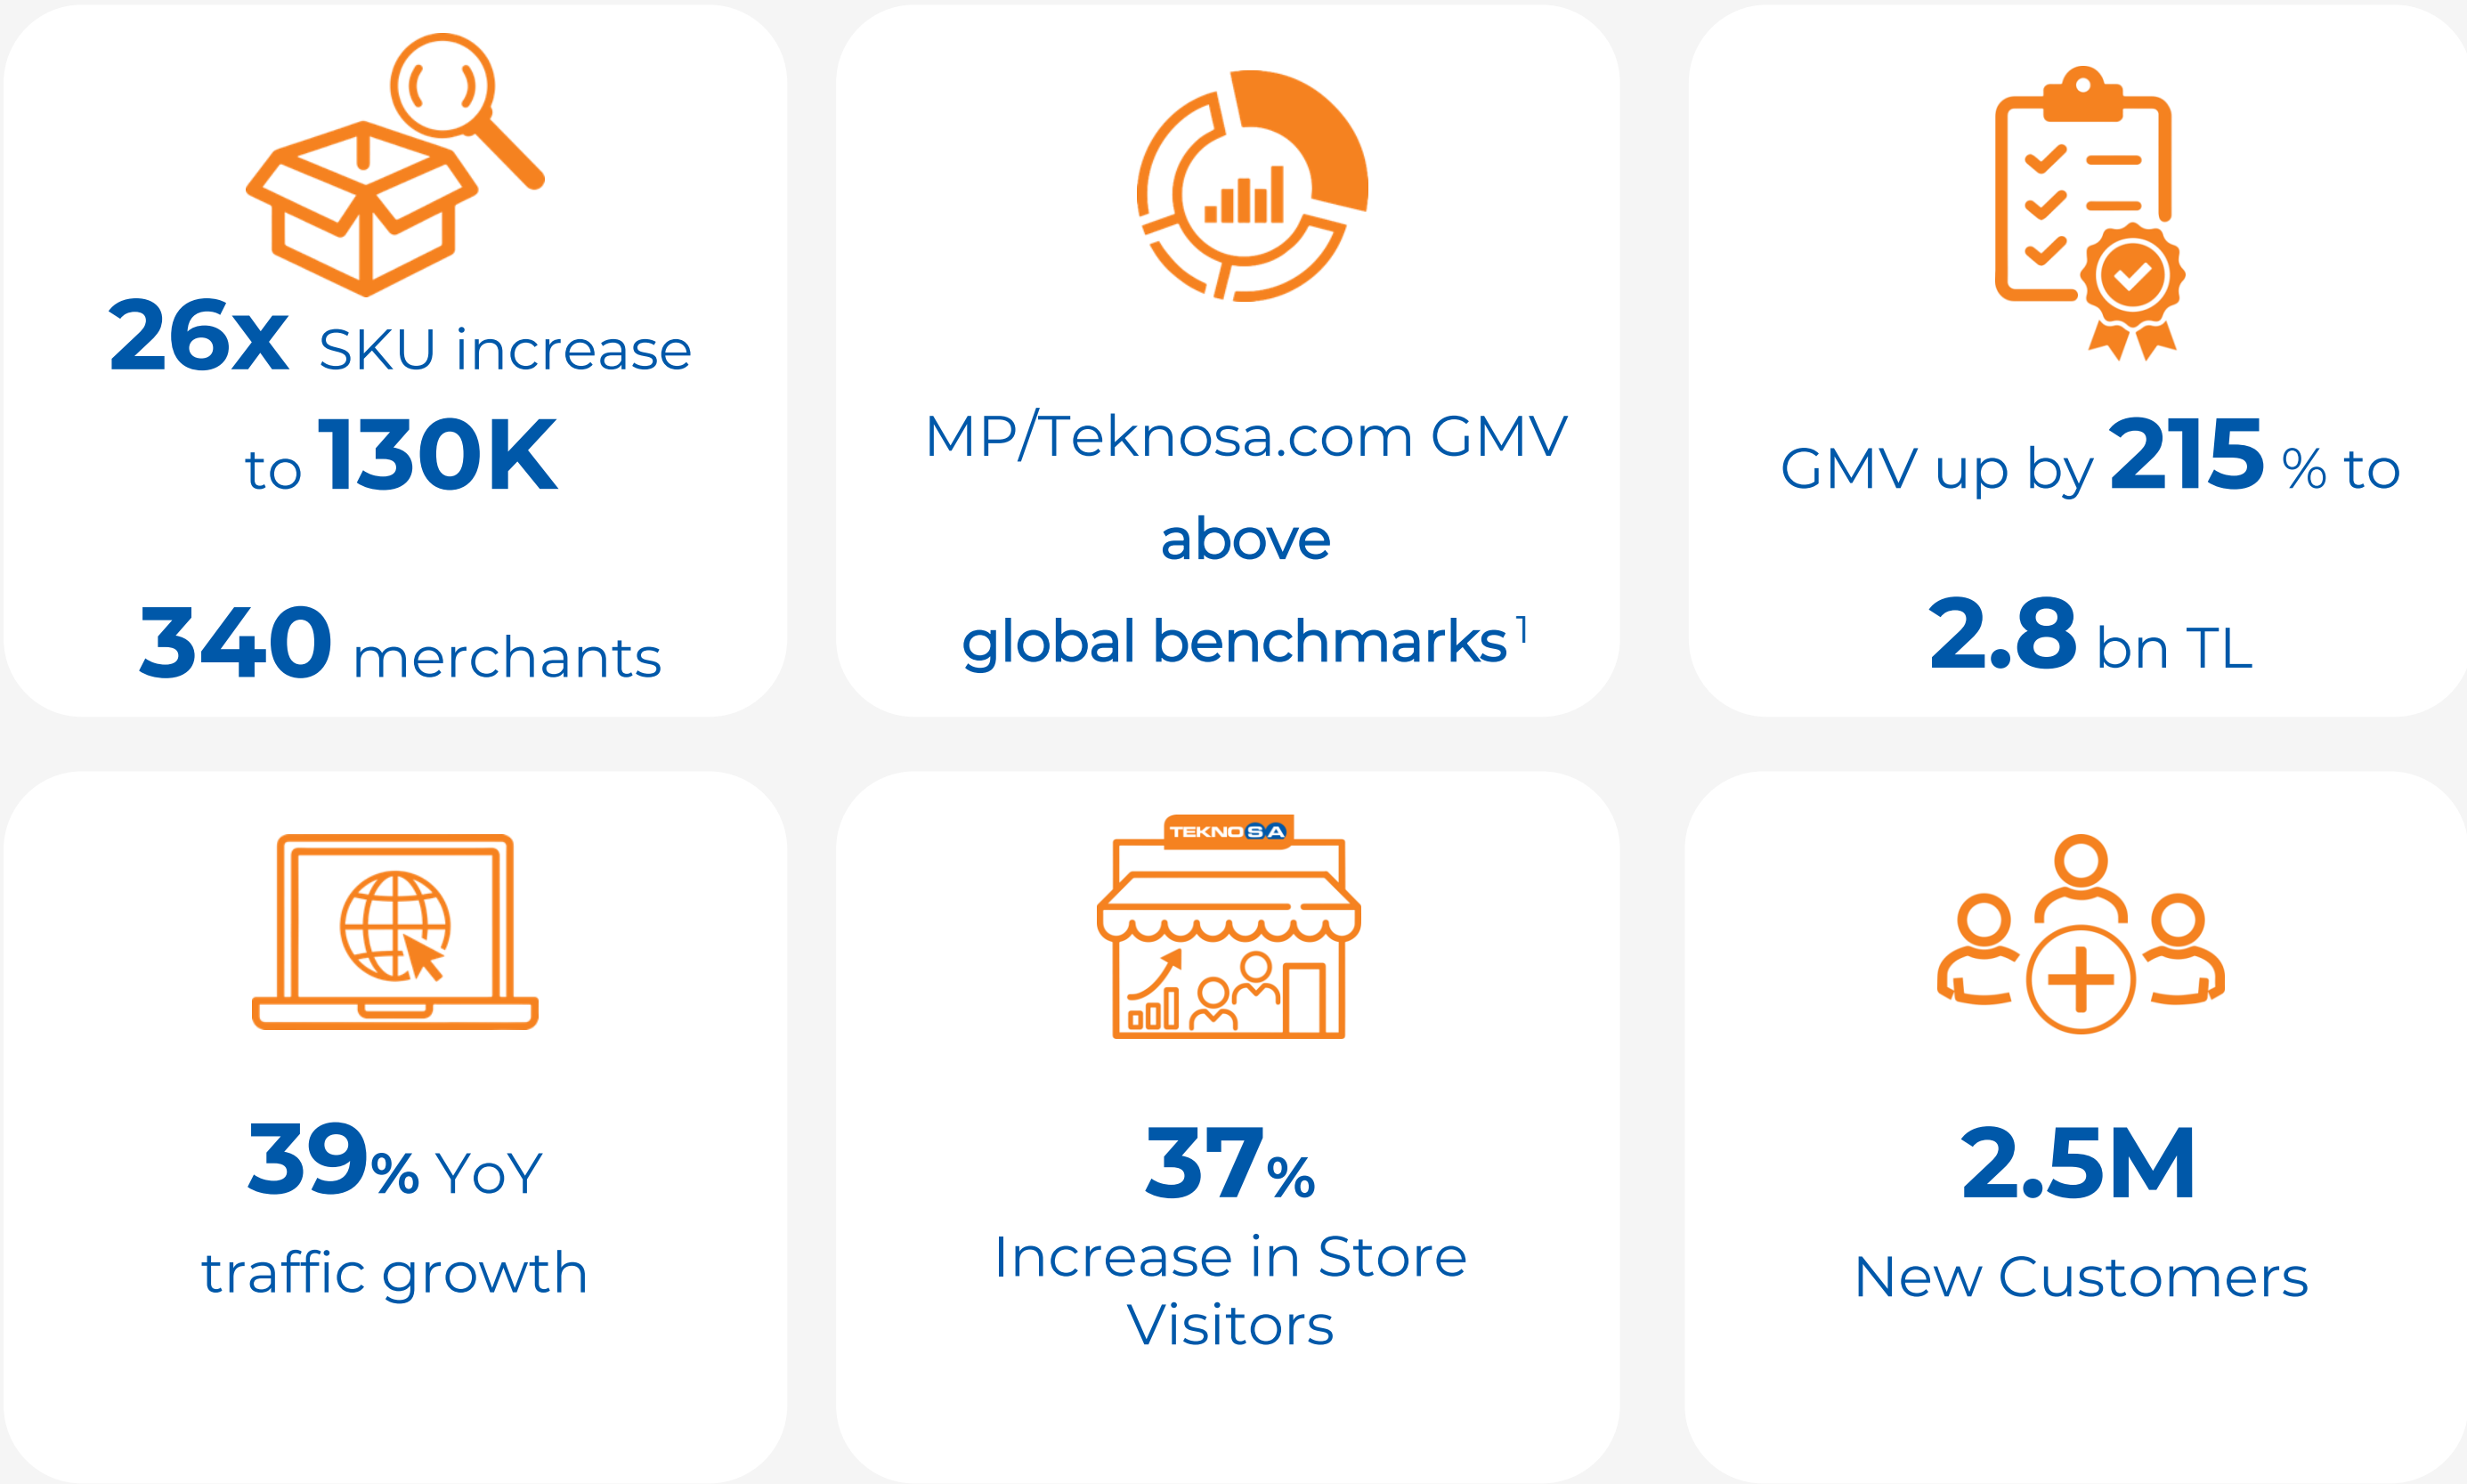 26x SKU increase
to 130K
340 merchants
MP/Teknosa.com GMV
above
global benchmarks¹
GMV up by 215 % to
2.8 bn TL
39% YoY
traffic growth
TEKNOSA
37%
Increase in Store
Visitors
2.5M
New Customers